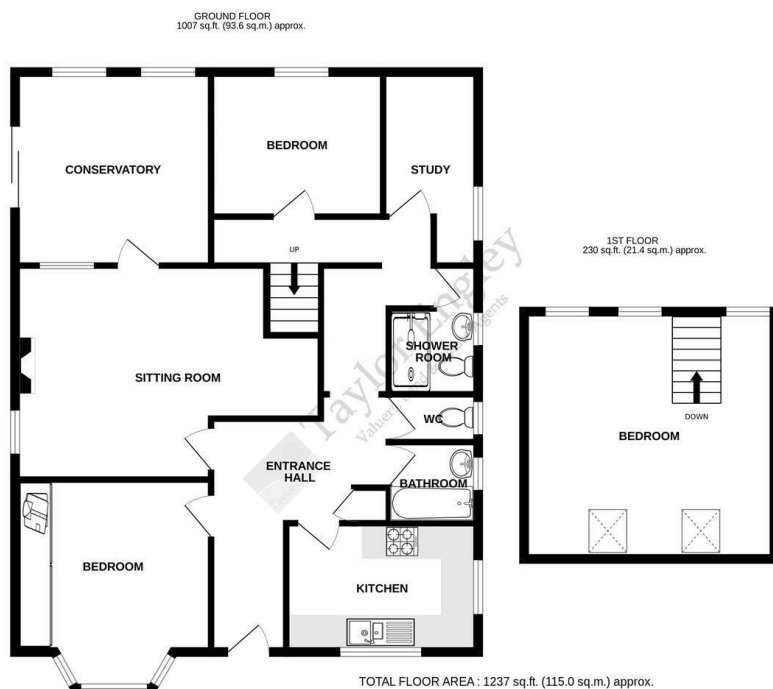 GROUND FLOOR
1007 sq.ft. (93.6 sq.m.) approx.
CONSERVATORY
BEDROOM
STUDY
UP
1ST FLOOR
230 sq.ft. (21.4 sq.m.) approx.
SITTING ROOM
SHOWER
ROOM
WC
ENTRANCE
HALL
BATHROOM
BEDROOM
KITCHEN
DOWN
BEDROOM
Taylor Engley
Valuers, Agents
TOTAL FLOOR AREA : 1237 sq.ft. (115.0 sq.m.) approx.